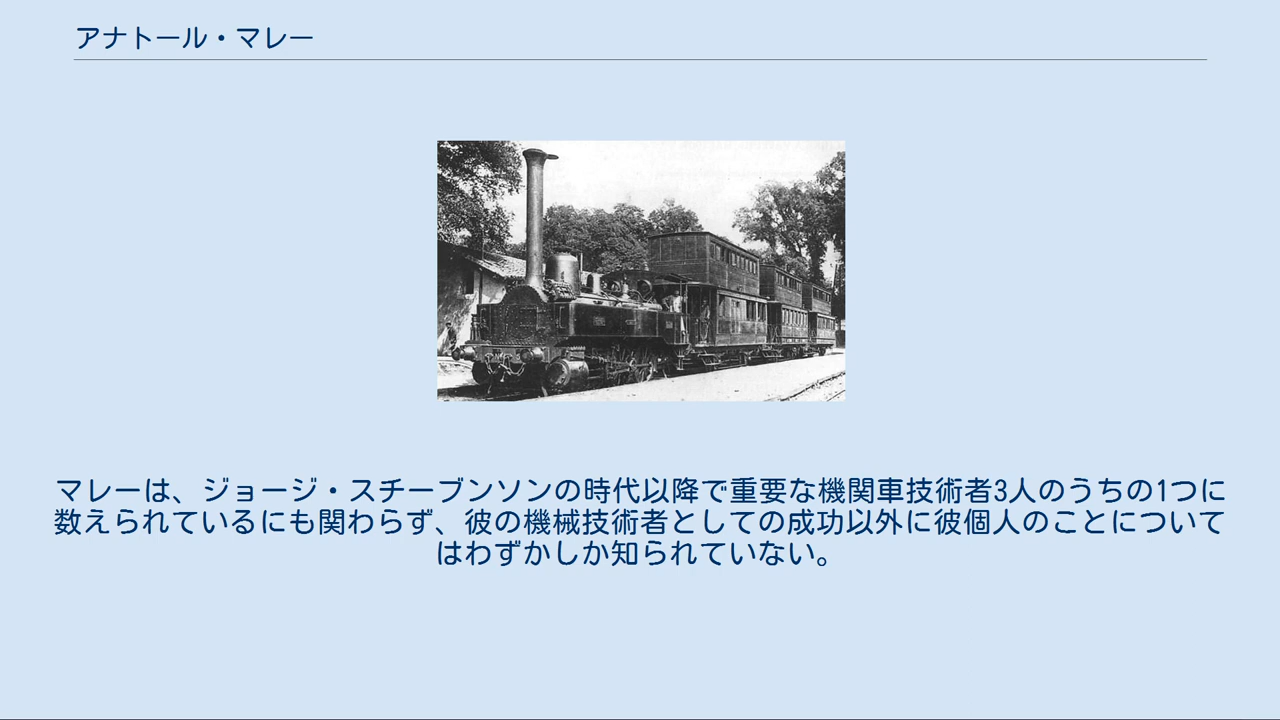 アナトール・マレー
マレーは、ジョージ・スチーブンソンの時代以降で重要な機関車技術者3人のうちの1つに
数えられているにも関わらず、彼の機械技術者としての成功以外に彼個人のことについて
はわずかしか知られていない。